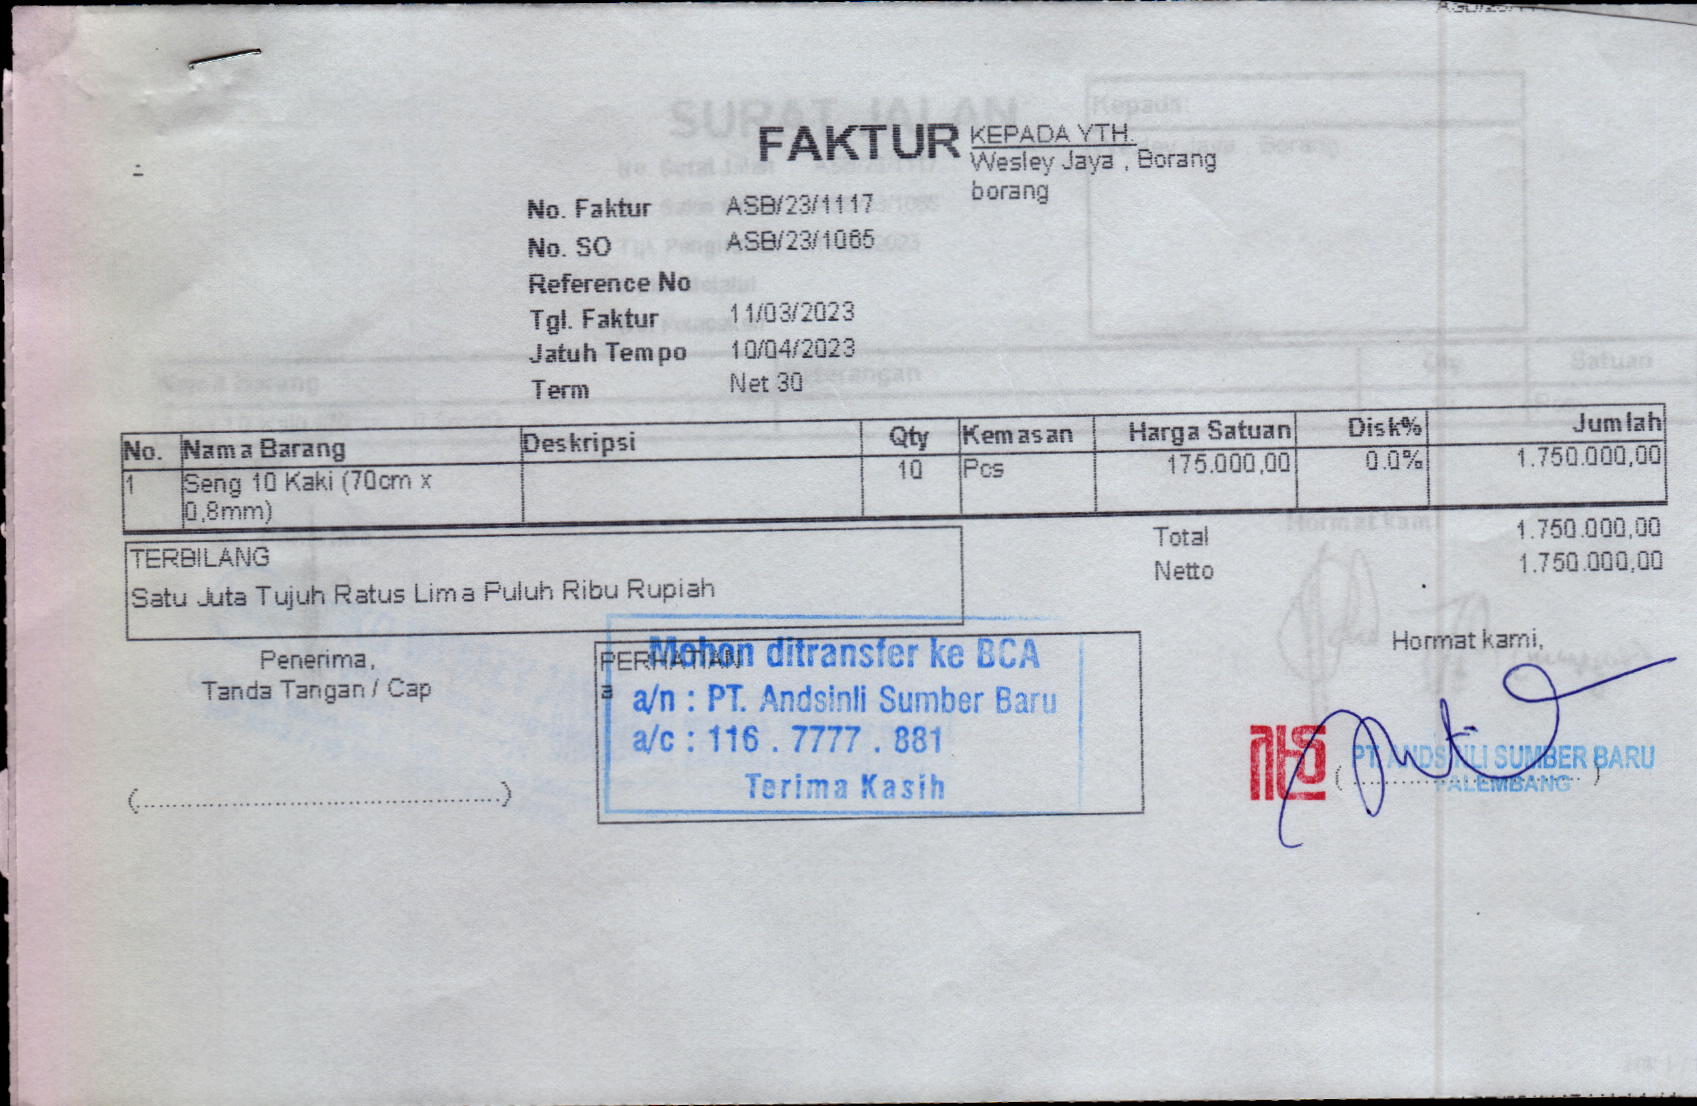 FAKTUR
KEPADA YTH.
Wesley Jaya , Borang
borang
No. Faktur ASB/23/1117
No. SO ASB/23/1065
Reference No
Tgl. Faktur 11/03/2023
Jatuh Tempo 10/04/2023
Term Net 30
No. Nama Barang Deskripsi Qty Kemasan Harga Satuan Disk% Jumlah
1 Seng 10 Kaki (70cm x 10 Pcs 175.000,00 0.0% 1.750.000,00
0,8mm)
Total 1.750.000,00
Netto 1.750.000,00
TERBILANG
Satu Juta Tujuh Ratus Lima Puluh Ribu Rupiah
Penerima,
Tanda Tangan / Cap
(..................................................)
PERHATIAN
a
Mohon ditransfer ke BCA
a/n : PT. Andsinli Sumber Baru
a/c : 116 . 7777 . 881
Terima Kasih
Hormat kami,
PT. ANDSINLI SUMBER BARU
PALEMBANG